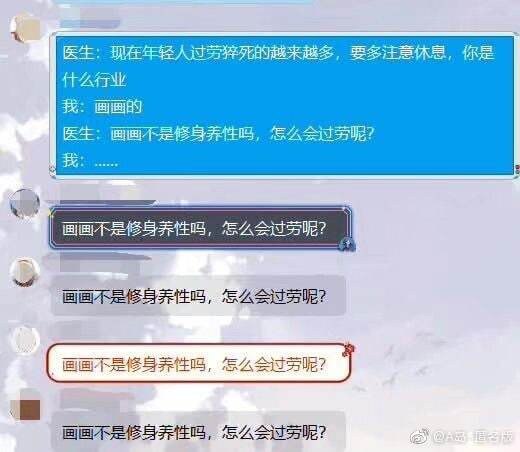 医生：现在年轻人过劳猝死的越来越多，要多注意休息，你是
什么行业
我：画画的
医生：画画不是修身养性吗，怎么会过劳呢？
我：......
画画不是修身养性吗，怎么会过劳呢？
画画不是修身养性吗，怎么会过劳呢？
画画不是修身养性吗，怎么会过劳呢？
画画不是修身养性吗，怎么会过劳呢？
@A岛-匿名版